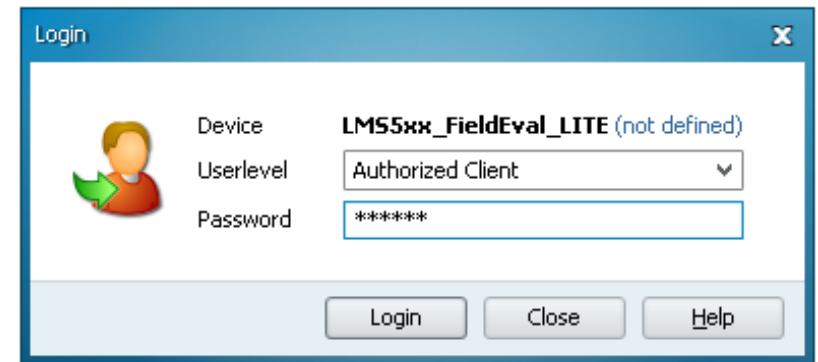 Login
Device LMS5xx_FieldEval_LITE (not defined)
Userlevel Authorized Client
Password ******
Login Close Help